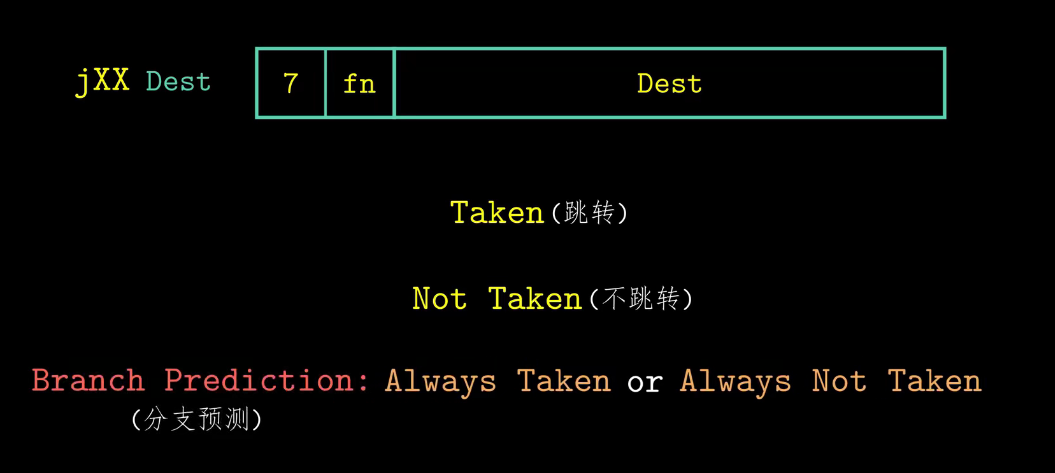 jXX Dest 7 fn Dest
Taken(跳转)
Not Taken(不跳转)
Branch Prediction: Always Taken or Always Not Taken
(分支预测)